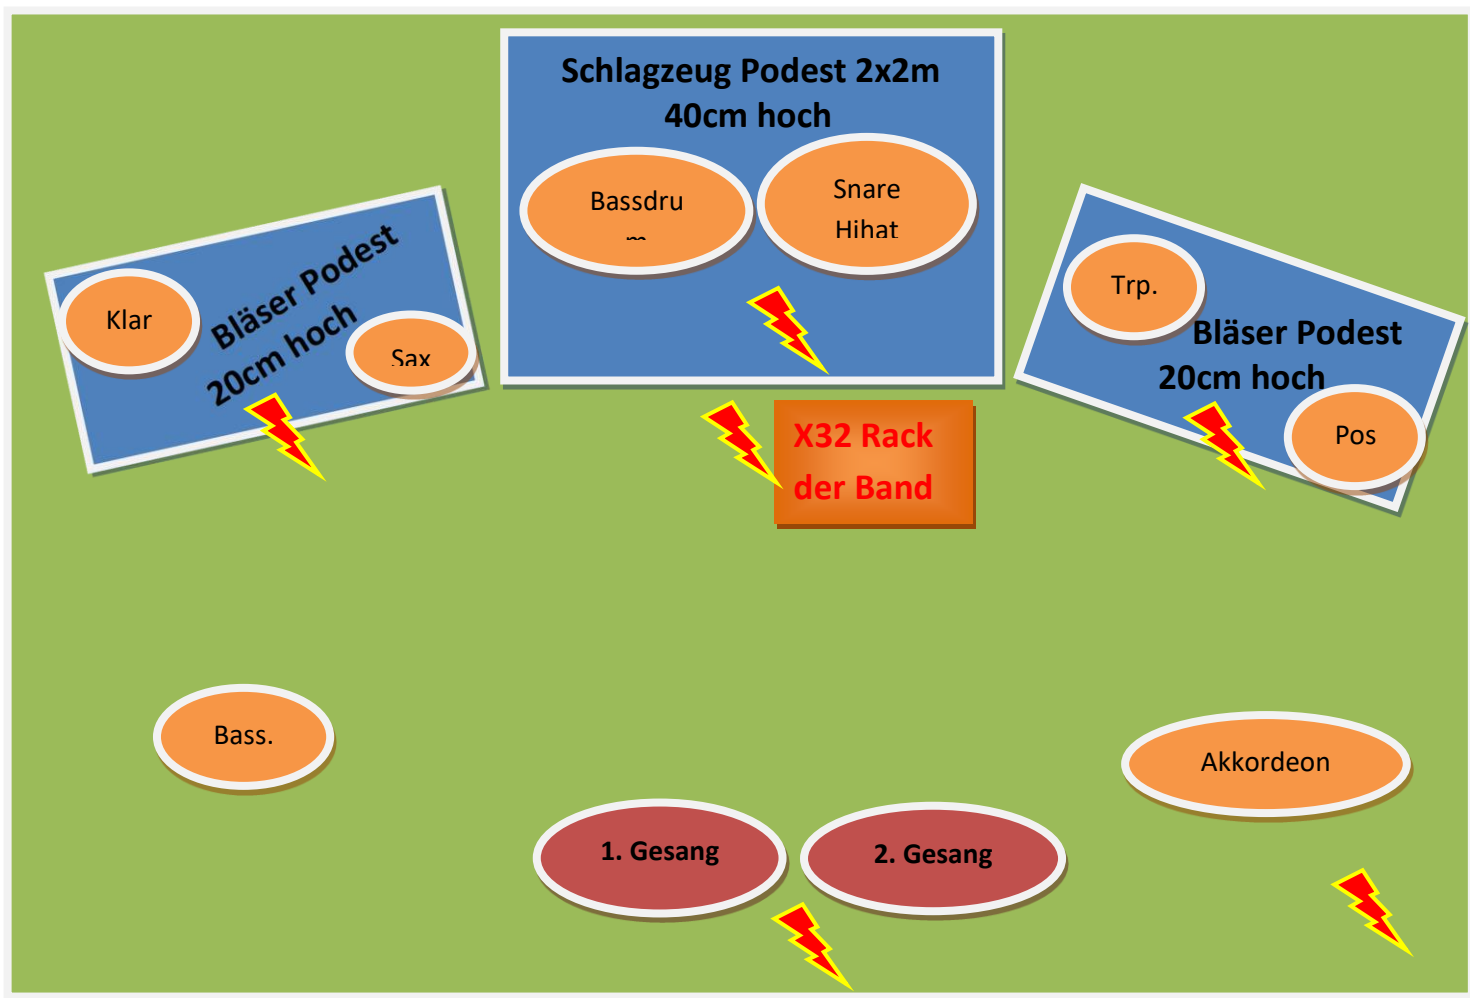 Schlagzeug Podest 2x2m
40cm hoch
Bassdru
m
Snare
Hihat
Klar
Bläser Podest
20cm hoch
Sax
Trp.
Bläser Podest
20cm hoch
Pos
X32 Rack
der Band
Bass.
Akkordeon
1. Gesang
2. Gesang